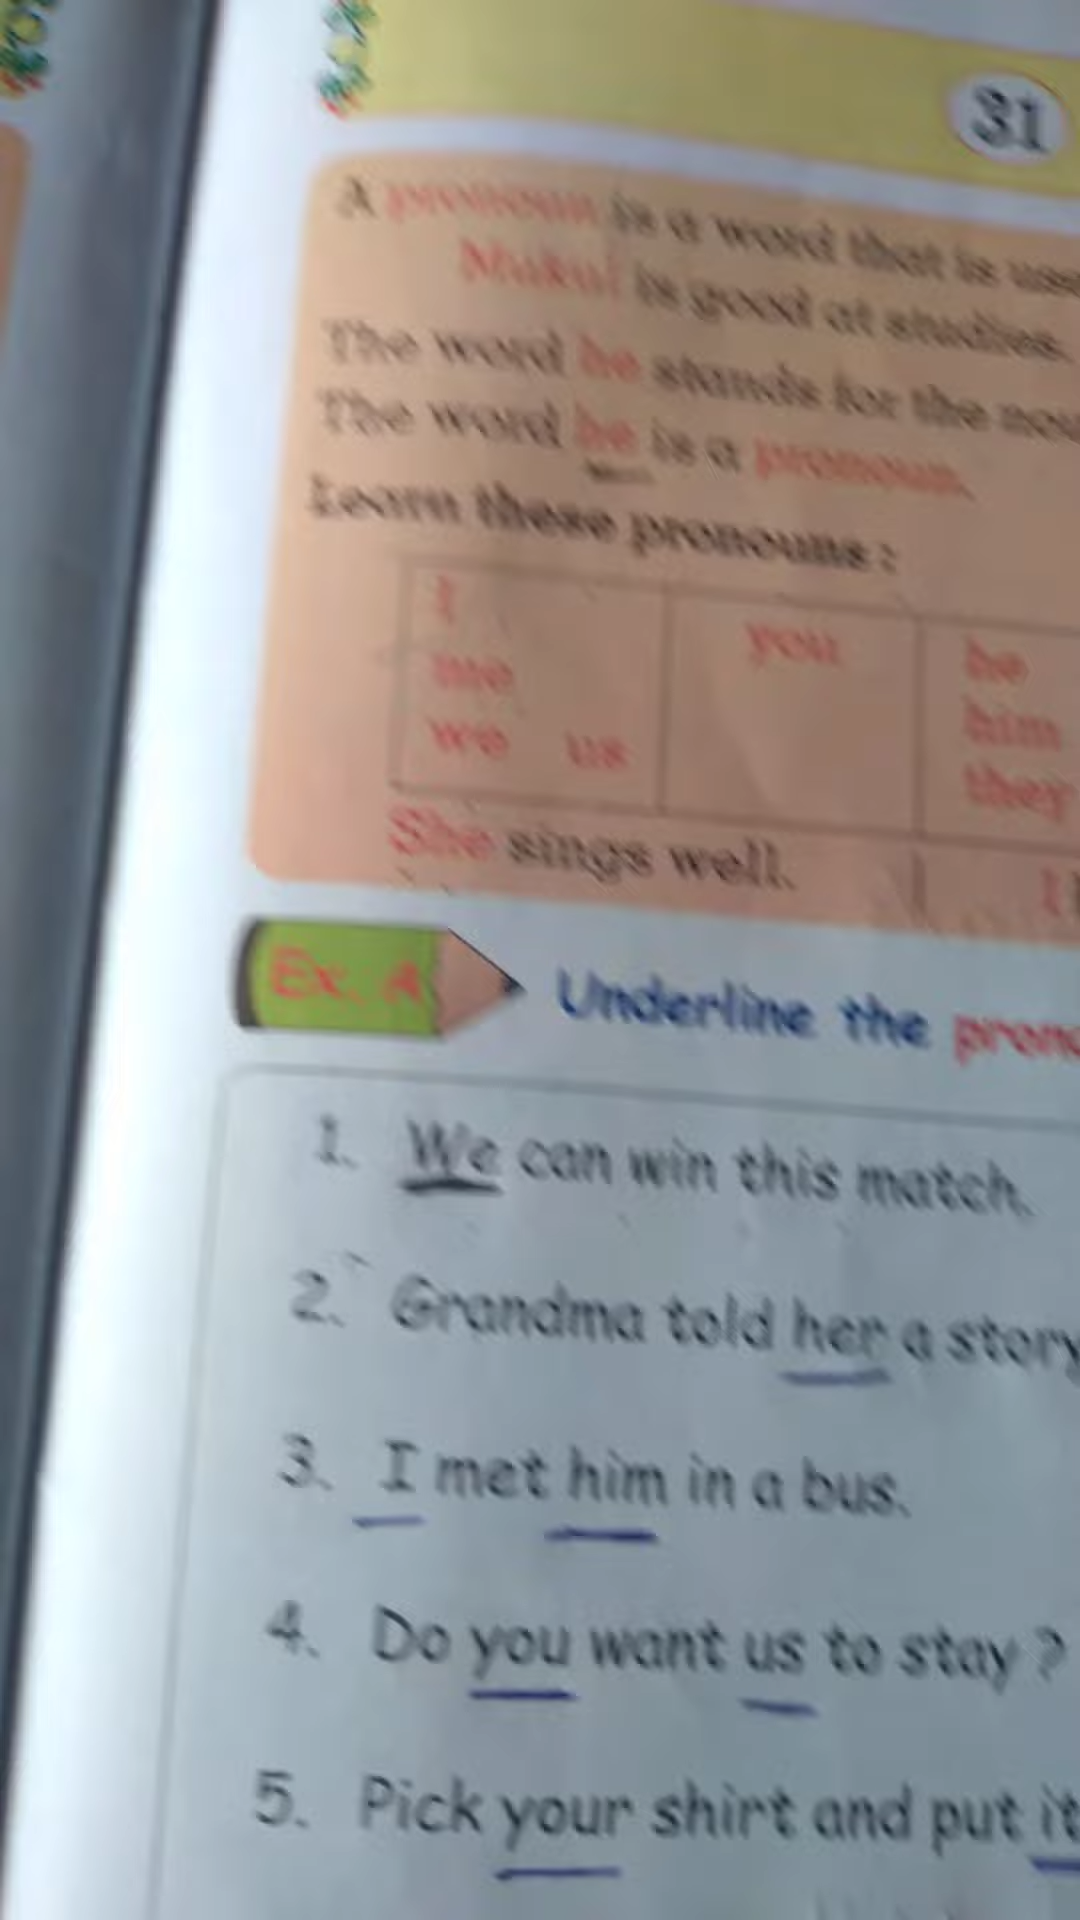 31
A pronoun is a word that is
Mukul is good at studies.
The word he stands for the
The word he is a pronoun.
Learn these pronouns :
I
me
we us
you
he
him
they
She sings well.
Ex. A Underline the
1. We can win this match.
2. Grandma told her a story
3. I met him in a bus.
4. Do you want us to stay ?
5. Pick your shirt and put it